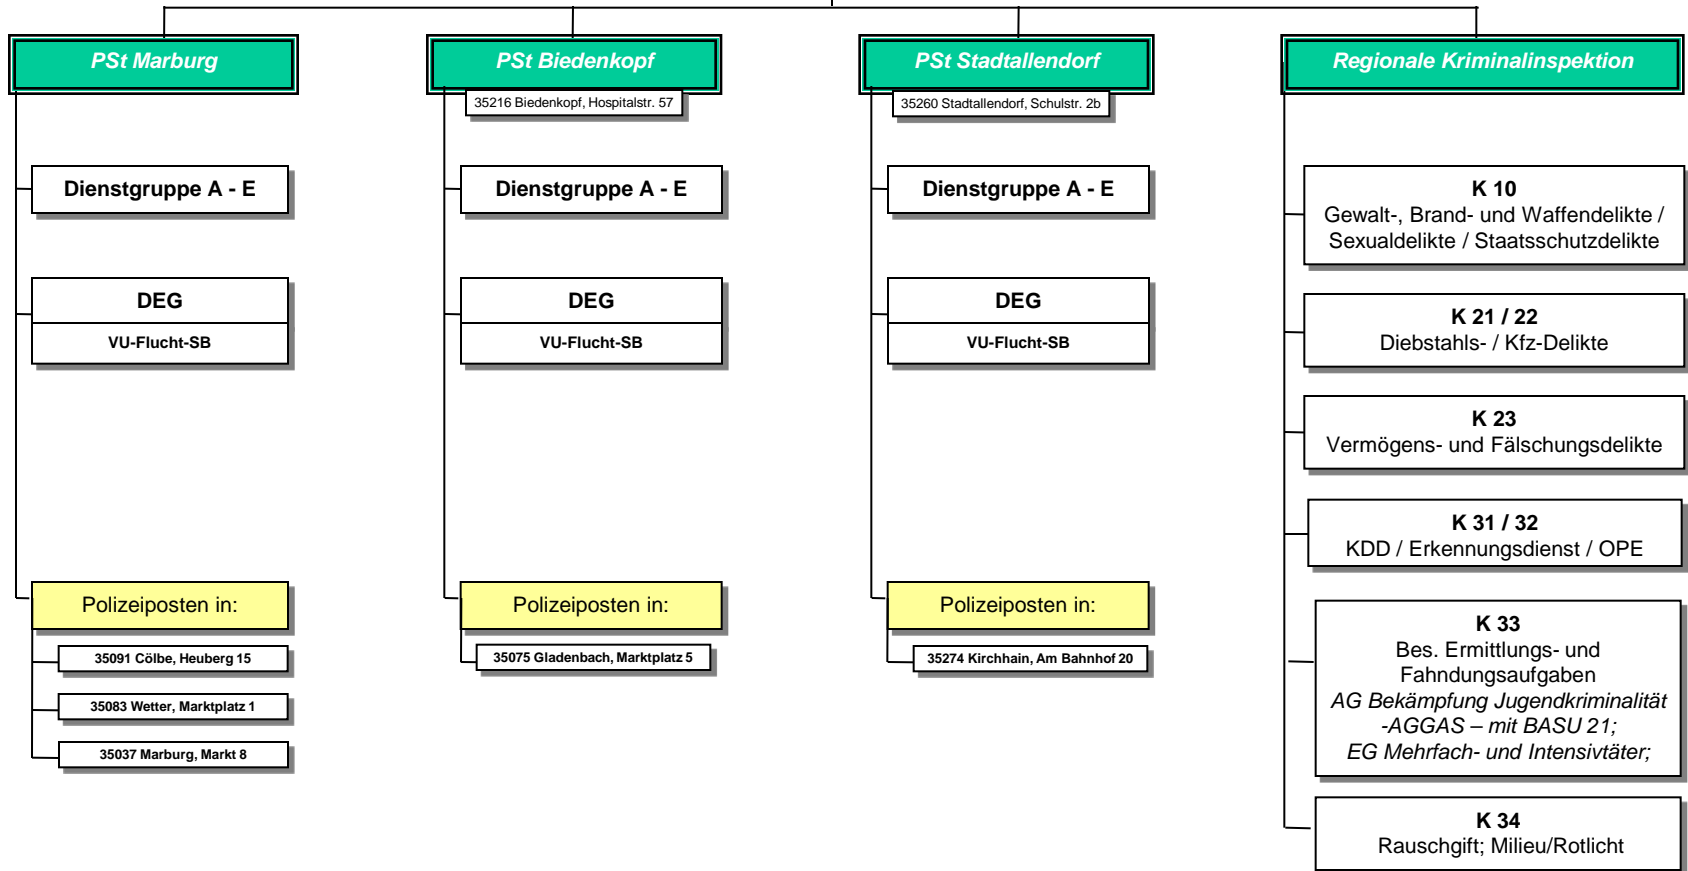 PSt Marburg
PSt Biedenkopf
35216 Biedenkopf, Hospitalstr. 57
PSt Stadtallendorf
35260 Stadtallendorf, Schulstr. 2b
Regionale Kriminalinspektion
Dienstgruppe A - E
DEG
VU-Flucht-SB
Polizeiposten in:
35091 Cölbe, Heuberg 15
35083 Wetter, Marktplatz 1
35037 Marburg, Markt 8
Dienstgruppe A - E
DEG
VU-Flucht-SB
Polizeiposten in:
35075 Gladenbach, Marktplatz 5
Dienstgruppe A - E
DEG
VU-Flucht-SB
Polizeiposten in:
35274 Kirchhain, Am Bahnhof 20
K 10
Gewalt-, Brand- und Waffendelikte /
Sexualdelikte / Staatsschutzdelikte
K 21 / 22
Diebstahls- / Kfz-Delikte
K 23
Vermögens- und Fälschungsdelikte
K 31 / 32
KDD / Erkennungsdienst / OPE
K 33
Bes. Ermittlungs- und
Fahndungsaufgaben
AG Bekämpfung Jugendkriminalität
-AGGAS – mit BASU 21;
EG Mehrfach- und Intensivtäter;
K 34
Rauschgift; Milieu/Rotlicht